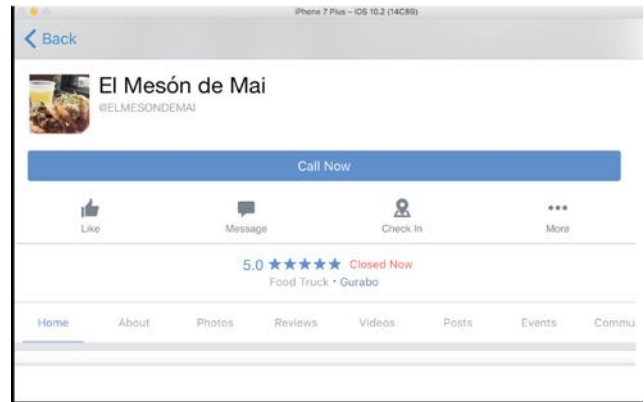 iPhone 7 Plus – iOS 10.2 (14C89)
Back
El Mesón de Mai
@ELMESONDEMAI
Call Now
Like Message Check In More
5.0 ★★★★★ Closed Now
Food Truck • Gurabo
Home About Photos Reviews Videos Posts Events Commu